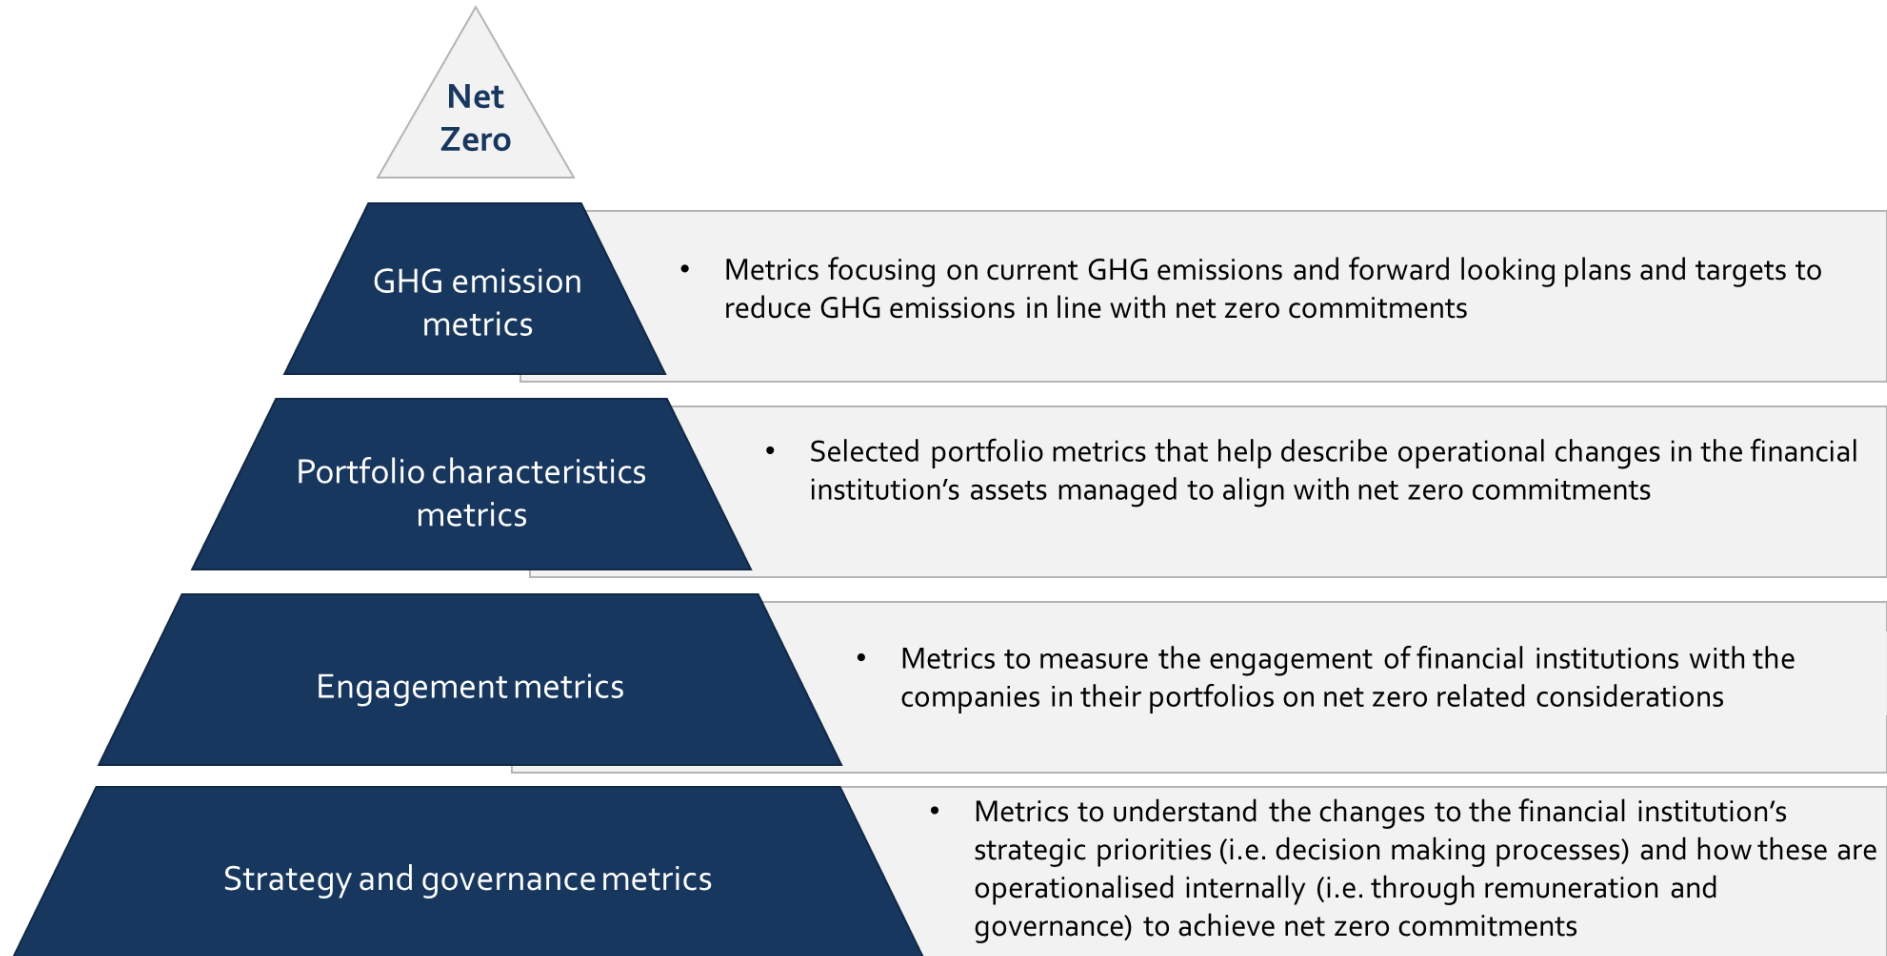 Net
Zero
GHG emission
metrics
• Metrics focusing on current GHG emissions and forward looking plans and targets to
reduce GHG emissions in line with net zero commitments
Portfolio characteristics
metrics
• Selected portfolio metrics that help describe operational changes in the financial
institution’s assets managed to align with net zero commitments
Engagement metrics
• Metrics to measure the engagement of financial institutions with the
companies in their portfolios on net zero related considerations
Strategy and governance metrics
• Metrics to understand the changes to the financial institution’s
strategic priorities (i.e. decision making processes) and how these are
operationalised internally (i.e. through remuneration and
governance) to achieve net zero commitments